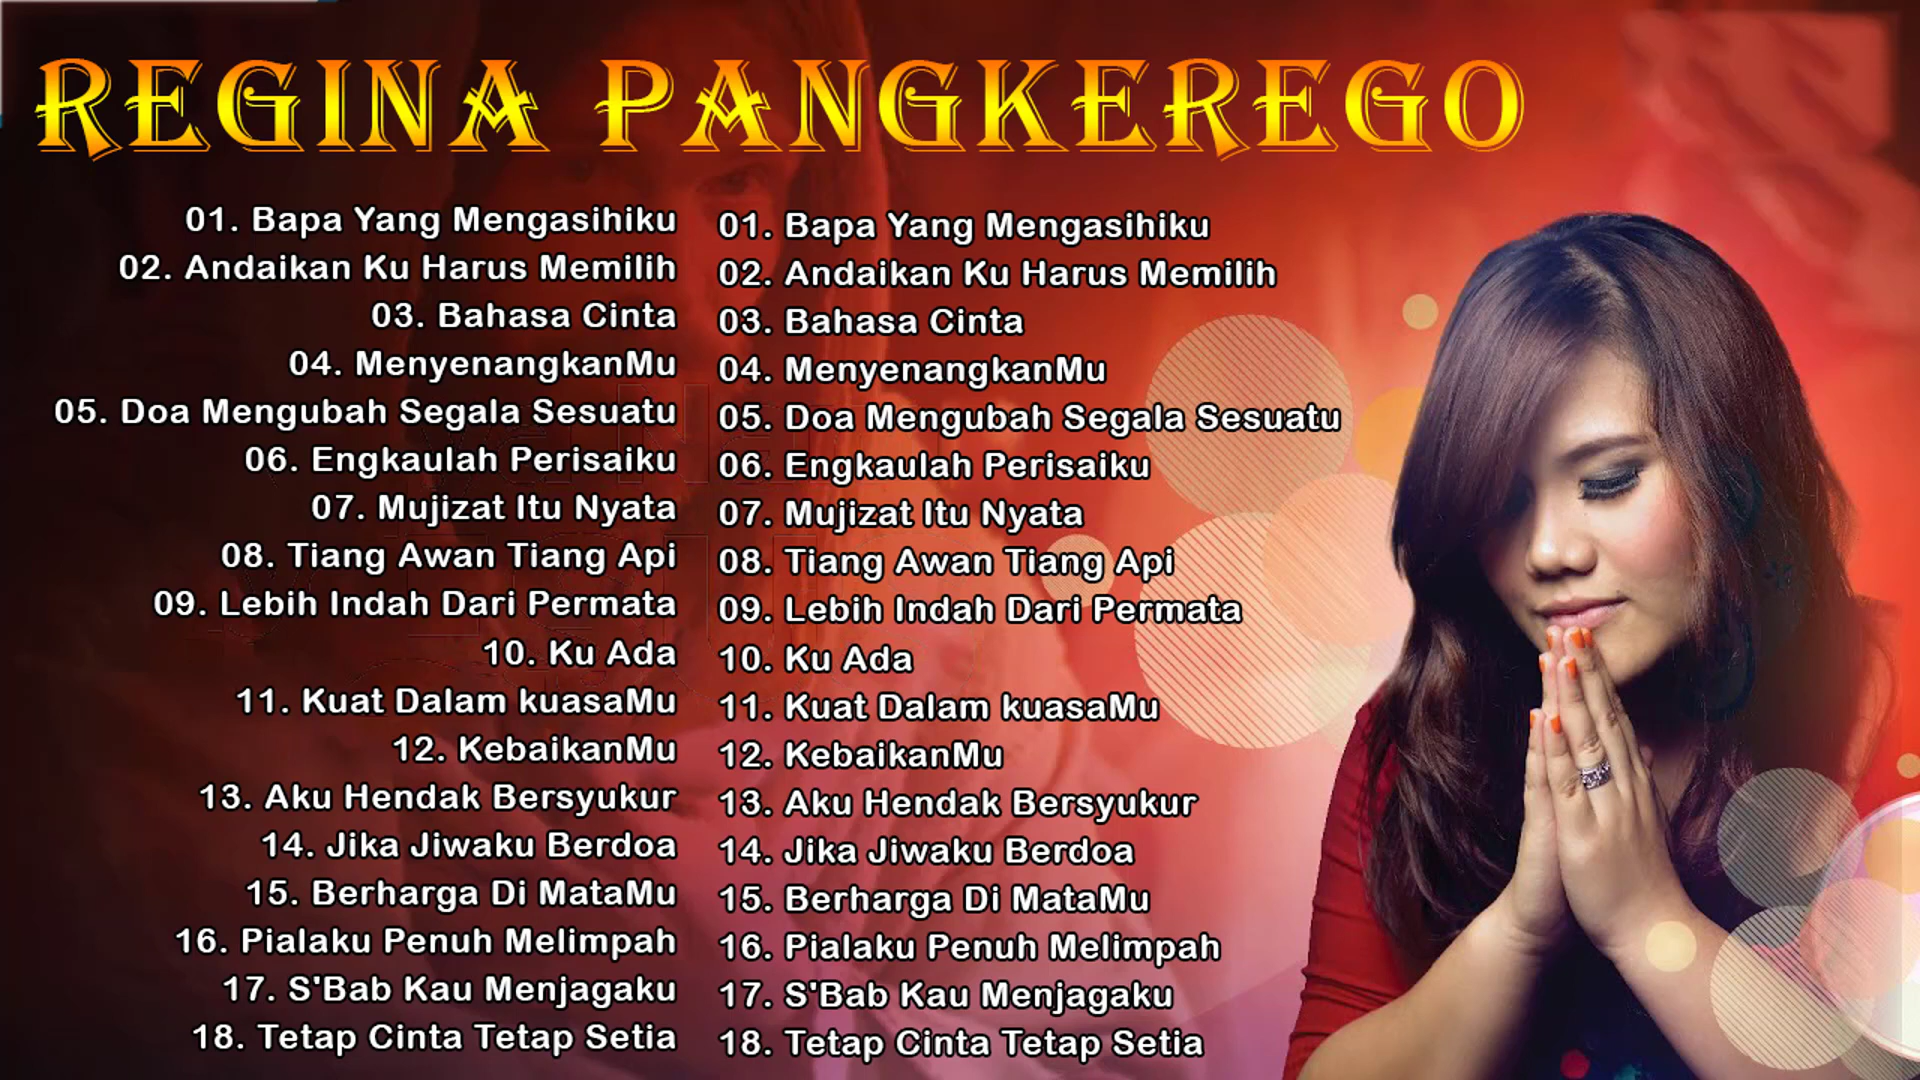 REGINA PANGKEREGO
01. Bapa Yang Mengasihiku
02. Andaikan Ku Harus Memilih
03. Bahasa Cinta
04. MenyenangkanMu
05. Doa Mengubah Segala Sesuatu
06. Engkaulah Perisaiku
07. Mujizat Itu Nyata
08. Tiang Awan Tiang Api
09. Lebih Indah Dari Permata
10. Ku Ada
11. Kuat Dalam kuasaMu
12. KebaikanMu
13. Aku Hendak Bersyukur
14. Jika Jiwaku Berdoa
15. Berharga Di MataMu
16. Pialaku Penuh Melimpah
17. S'Bab Kau Menjagaku
18. Tetap Cinta Tetap Setia
01. Bapa Yang Mengasihiku
02. Andaikan Ku Harus Memilih
03. Bahasa Cinta
04. MenyenangkanMu
05. Doa Mengubah Segala Sesuatu
06. Engkaulah Perisaiku
07. Mujizat Itu Nyata
08. Tiang Awan Tiang Api
09. Lebih Indah Dari Permata
10. Ku Ada
11. Kuat Dalam kuasaMu
12. KebaikanMu
13. Aku Hendak Bersyukur
14. Jika Jiwaku Berdoa
15. Berharga Di MataMu
16. Pialaku Penuh Melimpah
17. S'Bab Kau Menjagaku
18. Tetap Cinta Tetap Setia